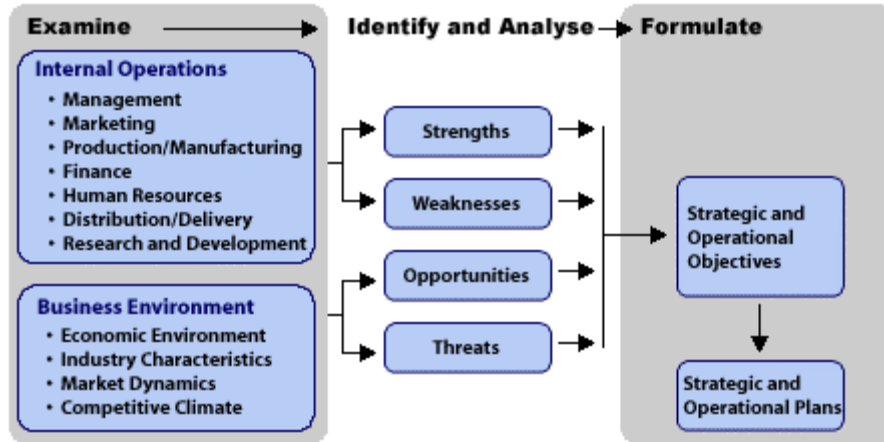 Examine
Identify and Analyse
Formulate
Internal Operations
• Management
• Marketing
• Production/Manufacturing
• Finance
• Human Resources
• Distribution/Delivery
• Research and Development
Business Environment
• Economic Environment
• Industry Characteristics
• Market Dynamics
• Competitive Climate
Strengths
Weaknesses
Opportunities
Threats
Strategic and
Operational
Objectives
Strategic and
Operational Plans